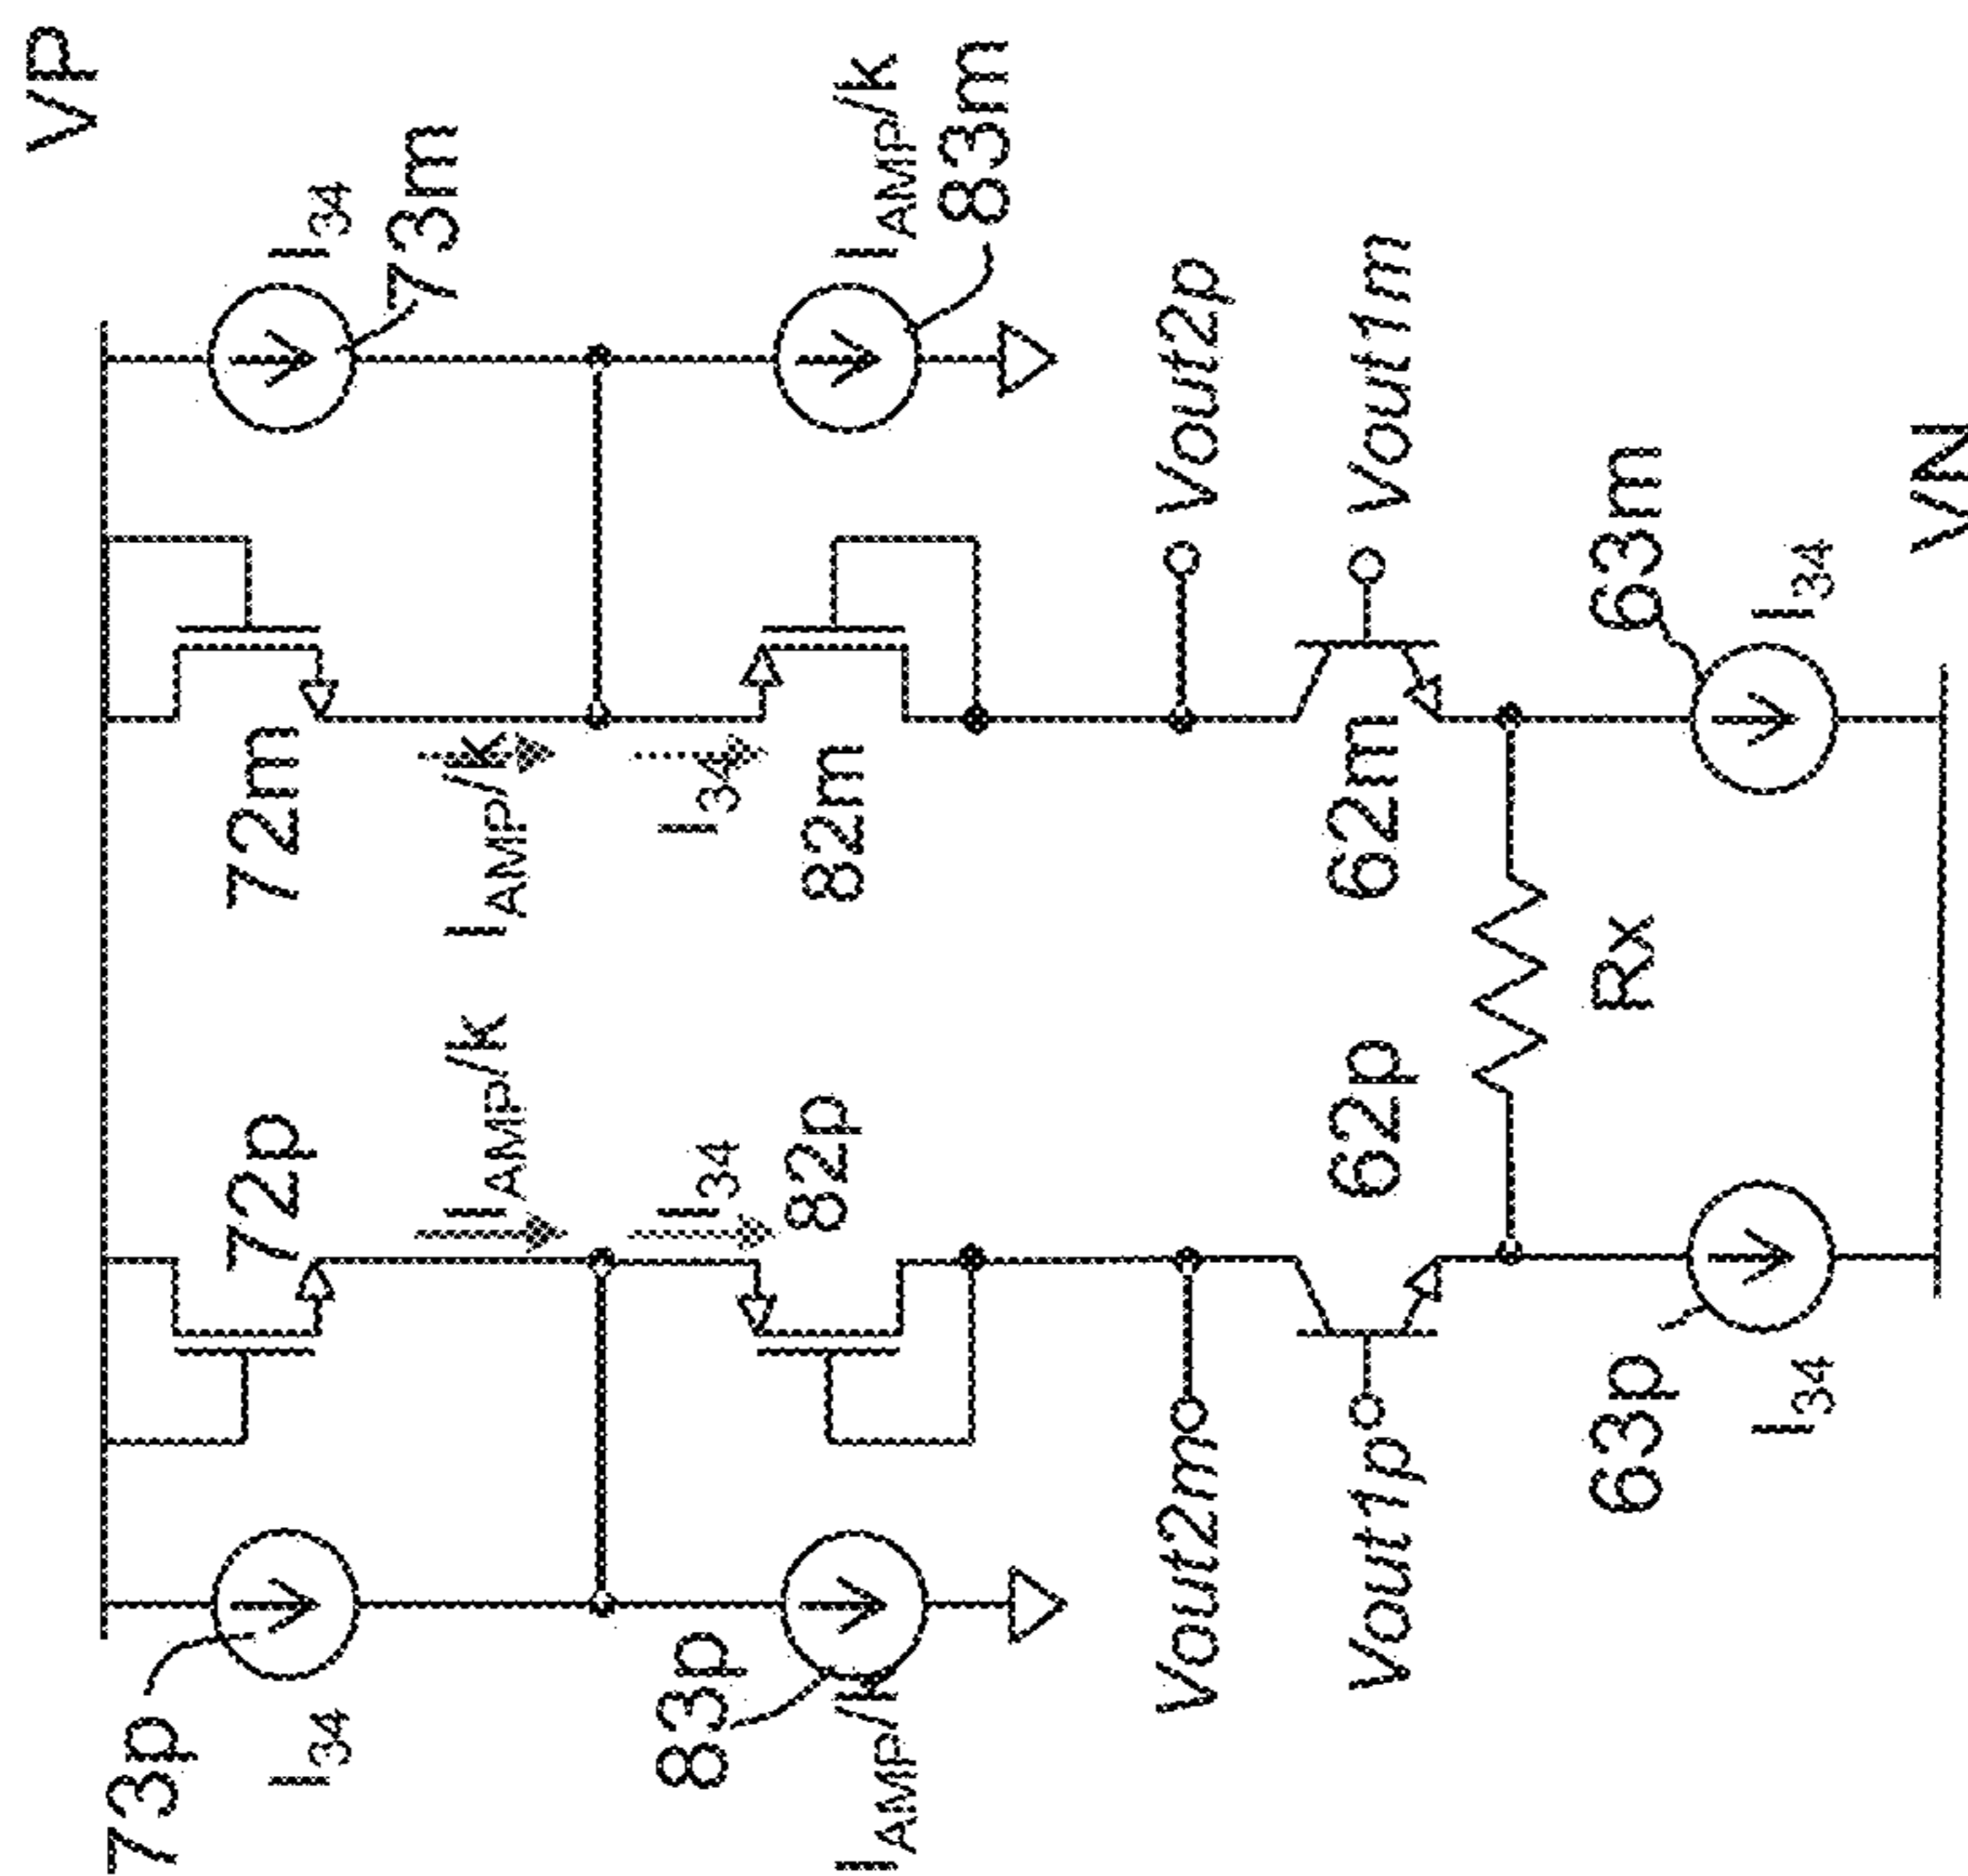 VP
73p
72p
72m
I34
I34
73m
IAMP/k
IAMP/k
83p
I34
I34
82p
82m
IAMP/k
IAMP/k
83m
Vout2m
Vout2p
Vout1p
62p
62m
Vout1m
63p
Rx
63m
I34
I34
VN